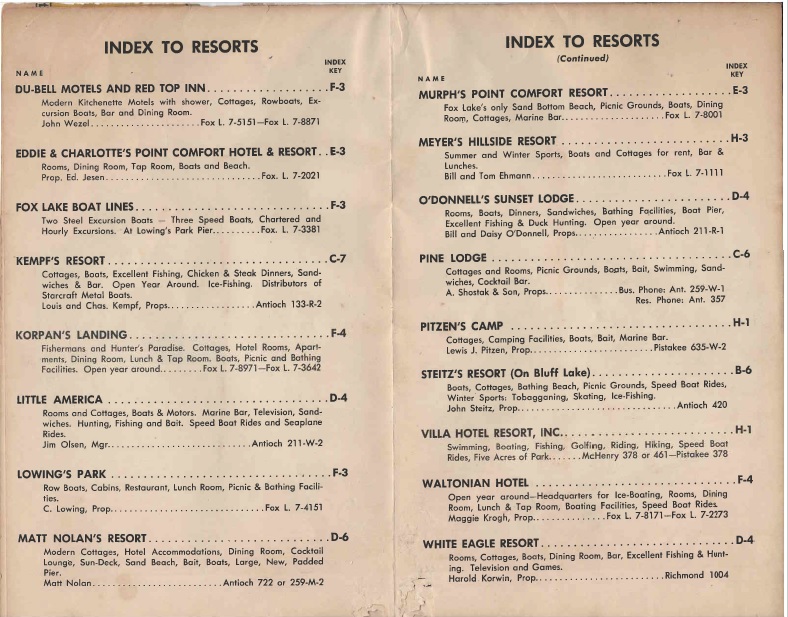 INDEX TO RESORTS
NAME
INDEX
KEY
DU-BELL MOTELS AND RED TOP INN....................F-3
Modern Kitchenette Motels with shower, Cottages, Rowboats, Ex-
cursion Boats, Bar and Dining Room.
John Wezel....................Fox L. 7-5151—Fox L. 7-8871
EDDIE & CHARLOTTE'S POINT COMFORT HOTEL & RESORT..E-3
Rooms, Dining Room, Tap Room, Boats and Beach.
Prop. Ed. Jesen....................Fox. L. 7-2021
FOX LAKE BOAT LINES....................F-3
Two Steel Excursion Boats — Three Speed Boats, Chartered and
Hourly Excursions. At Lowing's Park Pier.........Fox. L. 7-3381
KEMPF'S RESORT....................C-7
Cottages, Boats, Excellent Fishing, Chicken & Steak Dinners, Sand-
wiches & Bar. Open Year Around. Ice-Fishing. Distributors of
Starcraft Metal Boats.
Louis and Chas. Kempf, Props....................Antioch 133-R-2
KORPAN'S LANDING....................F-4
Fishermans and Hunter's Paradise. Cottages, Hotel Rooms, Apart-
ments, Dining Room, Lunch & Tap Room. Boats, Picnic and Bathing
Facilities. Open year around........Fox L. 7-8971—Fox L. 7-3642
LITTLE AMERICA....................D-4
Rooms and Cottages, Boats & Motors. Marine Bar, Television, Sand-
wiches. Hunting, Fishing and Bait. Speed Boat Rides and Seaplane
Rides.
Jim Olsen, Mgr....................Antioch 211-W-2
LOWING'S PARK....................F-3
Row Boats, Cabins, Restaurant, Lunch Room, Picnic & Bathing Facili-
ties.
C. Lowing, Prop....................Fox L. 7-4151
MATT NOLAN'S RESORT....................D-6
Modern Cottages, Hotel Accommodations, Dining Room, Cocktail
Lounge, Sun-Deck, Sand Beach, Bait, Boats, Large, New, Padded
Pier.
Matt Nolan....................Antioch 722 or 259-M-2
INDEX TO RESORTS
(Continued)
NAME
INDEX
KEY
MURPH'S POINT COMFORT RESORT....................E-3
Fox Lake's only Sand Bottom Beach, Picnic Grounds, Boats, Dining
Room, Cottages, Marine Bar....................Fox L. 7-8001
MEYER'S HILLSIDE RESORT....................H-3
Summer and Winter Sports, Boats and Cottages for rent, Bar &
Lunches.
Bill and Tom Ehmann....................Fox L. 7-1111
O'DONNELL'S SUNSET LODGE....................D-4
Rooms, Boats, Dinners, Sandwiches, Bathing Facilities, Boat Pier,
Excellent Fishing & Duck Hunting. Open year around.
Bill and Daisy O'Donnell, Props....................Antioch 211-R-1
PINE LODGE....................C-6
Cottages and Rooms, Picnic Grounds, Boats, Bait, Swimming, Sand-
wiches, Cocktail Bar.
A. Shostak & Son, Props..............Bus. Phone: Ant. 259-W-1
Res. Phone: Ant. 357
PITZEN'S CAMP....................H-1
Cottages, Camping Facilities, Boats, Bait, Marine Bar.
Lewis J. Pitzen, Prop....................Pistakee 635-W-2
STEITZ'S RESORT (On Bluff Lake)....................B-6
Boats, Cottages, Bathing Beach, Picnic Grounds, Speed Boat Rides,
Winter Sports: Tobagganing, Skating, Ice-Fishing.
John Steitz, Prop....................Antioch 420
VILLA HOTEL RESORT, INC.....................H-1
Swimming, Boating, Fishing, Golfing, Riding, Hiking, Speed Boat
Rides, Five Acres of Park.......McHenry 378 or 461—Pistakee 378
WALTONIAN HOTEL....................F-4
Open year around—Headquarters for Ice-Boating, Rooms, Dining
Room, Lunch & Tap Room, Boating Facilities, Speed Boat Rides.
Maggie Krogh, Prop..............Fox L. 7-8171—Fox L. 7-2273
WHITE EAGLE RESORT....................D-4
Rooms, Cottages, Boats, Dining Room, Bar, Excellent Fishing & Hunt-
ing. Television and Games.
Harold Korwin, Prop....................Richmond 1004